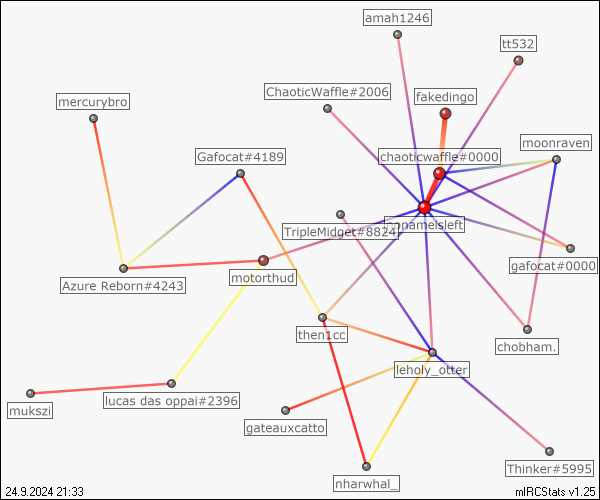 amah1246
tt532
ChaoticWaffle#2006
fakedingo
mercurybro
moonraven
Gafocat#4189
chaoticwaffle#0000
TripleMidget#8824
nonameisleft
gafocat#0000
Azure Reborn#4243
motorthud
then1cc
chobham.
leholy_otter
lucas das oppai#2396
mukszi
gateauxcatto
Thinker#5995
nharwhal_
24.9.2024 21:33
mIRCStats v1.25